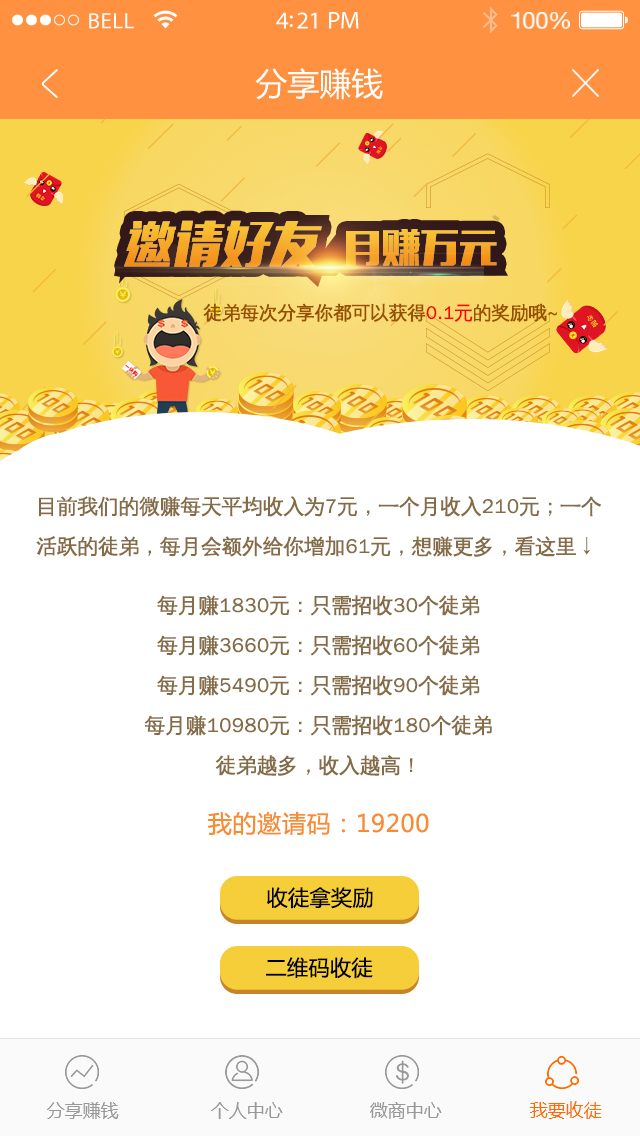 BELL 4:21 PM 100%
分享赚钱
邀请好友 月赚万元
徒弟每次分享你都可以获得0.1元的奖励哦~
目前我们的微赚每天平均收入为7元，一个月收入210元；一个
活跃的徒弟，每月会额外给你增加61元，想赚更多，看这里↓
每月赚1830元：只需招收30个徒弟
每月赚3660元：只需招收60个徒弟
每月赚5490元：只需招收90个徒弟
每月赚10980元：只需招收180个徒弟
徒弟越多，收入越高！
我的邀请码：19200
收徒拿奖励
二维码收徒
分享赚钱 个人中心 微商中心 我要收徒